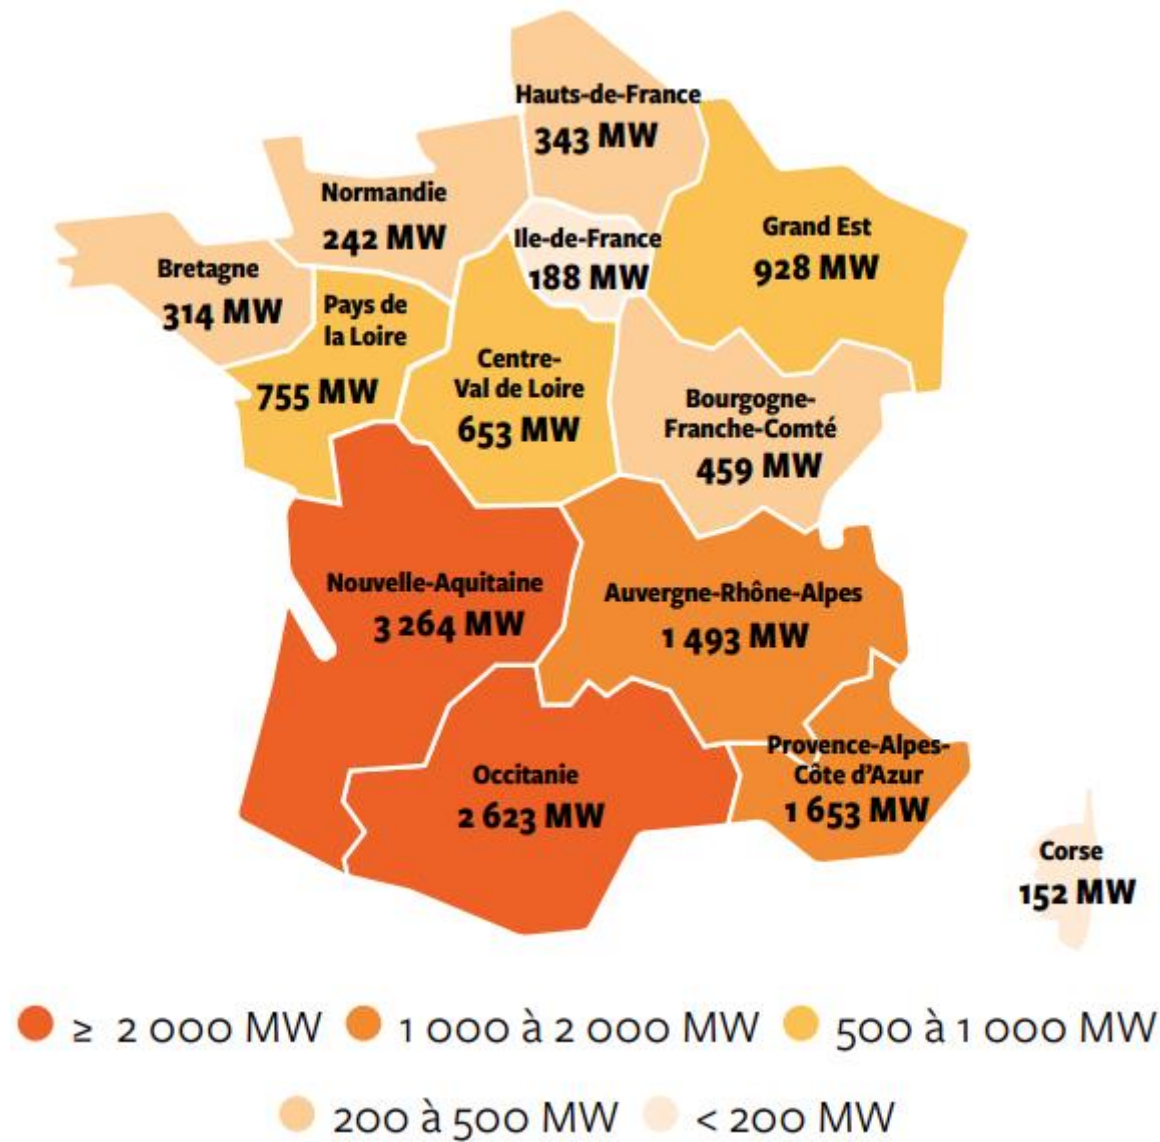 Hauts-de-France
343 MW
Normandie
242 MW
Ile-de-France
188 MW
Grand Est
928 MW
Bretagne
314 MW
Pays de
la Loire
755 MW
Centre-
Val de Loire
653 MW
Bourgogne-
Franche-Comté
459 MW
Nouvelle-Aquitaine
3 264 MW
Auvergne-Rhône-Alpes
1 493 MW
Occitanie
2 623 MW
Provence-Alpes-
Côte d'Azur
1 653 MW
Corse
152 MW
≥ 2 000 MW
1 000 à 2 000 MW
500 à 1 000 MW
200 à 500 MW
< 200 MW